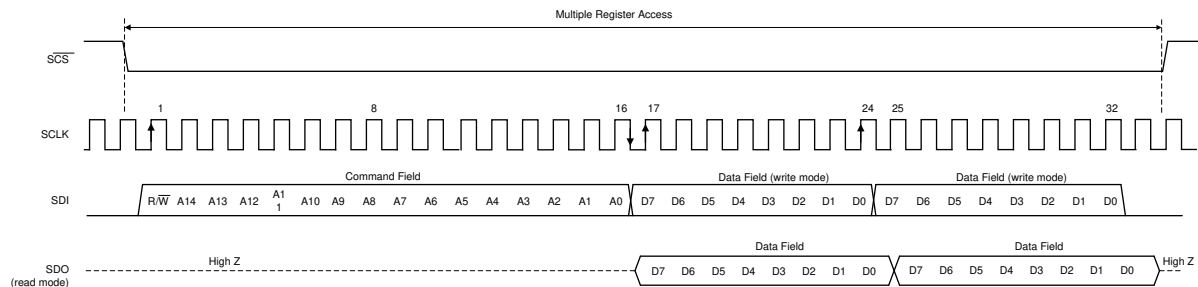 Multiple Register Access
SCS
1 8 16 17 24 25 32
SCLK
Command Field Data Field (write mode) Data Field (write mode)
SDI R/W A14 A13 A12 A1 A10 A9 A8 A7 A6 A5 A4 A3 A2 A1 A0 D7 D6 D5 D4 D3 D2 D1 D0 D7 D6 D5 D4 D3 D2 D1 D0
1
Data Field Data Field
SDO High Z D7 D6 D5 D4 D3 D2 D1 D0 D7 D6 D5 D4 D3 D2 D1 D0 High Z
(read mode)